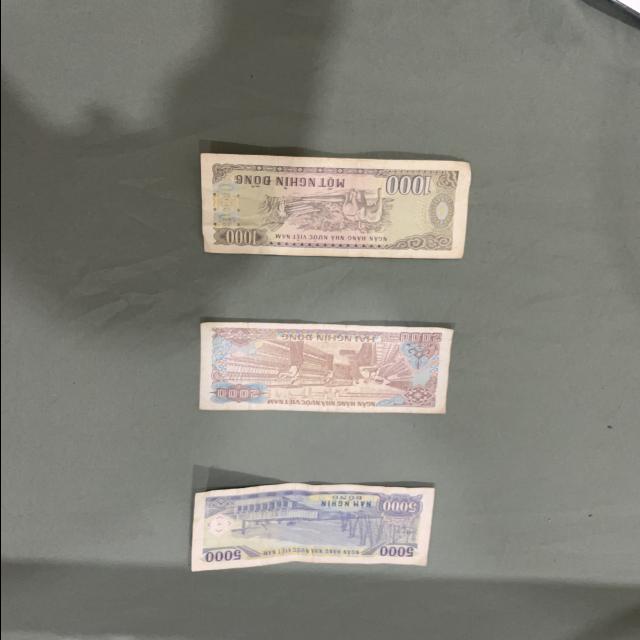 NGÂN HÀNG NHÀ NƯỚC VIỆT NAM
1000
1000
MỘT NGHÌN ĐỒNG
NGÂN HÀNG NHÀ NƯỚC VIỆT NAM
2000
HAI NGHÌN ĐỒNG
2000
NGÂN HÀNG NHÀ NƯỚC VIỆT NAM
5000
5000
5000
NĂM NGHÌN
ĐỒNG